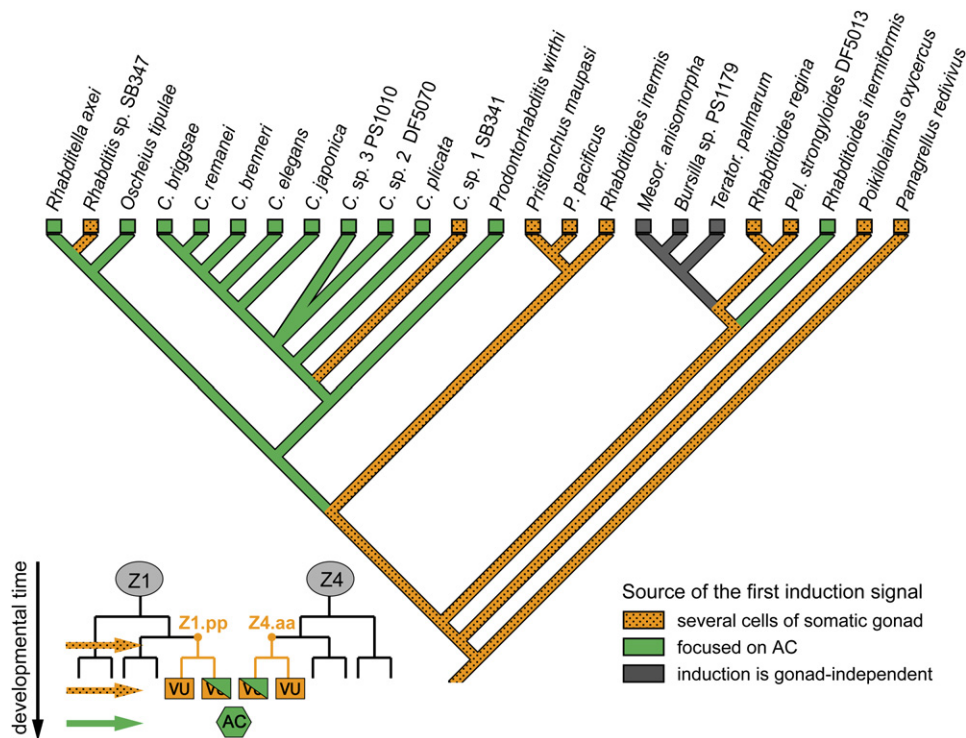 Rhabditella axei
Rhabditis sp. SB347
Oscheius tipulae
C. briggsae
C. remanei
C. brenneri
C. elegans
C. japonica
C. sp. 3 PS1010
C. sp. 2 DF5070
C. plicata
C. sp. 1 SB341
Prodontorhabditis wirthi
Pristionchus maupasi
P. pacificus
Rhabditoides inermis
Mesor. anisomorpha
Bursilla sp. PS1179
Terator. palmarum
Rhabditoides regina
Pel. strongyloides DF5013
Rhabditoides inermiformis
Poikilolaimus oxycercus
Panagrellus redivivus
developmental time
Z1
Z4
Z1.pp
Z4.aa
VU
VU
VU
VU
AC
Source of the first induction signal
several cells of somatic gonad
focused on AC
induction is gonad-independent